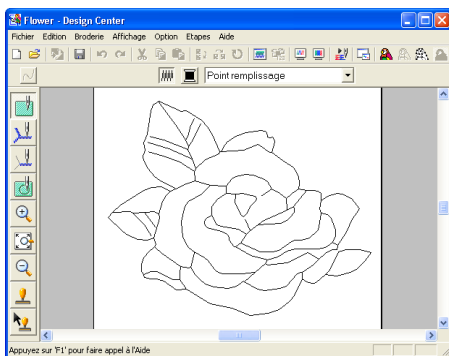 Flower - Design Center
Fichier Edition Broderie Affichage Option Etapes Aide
Point remplissage
Appuyez sur 'F1' pour faire appel à l'Aide